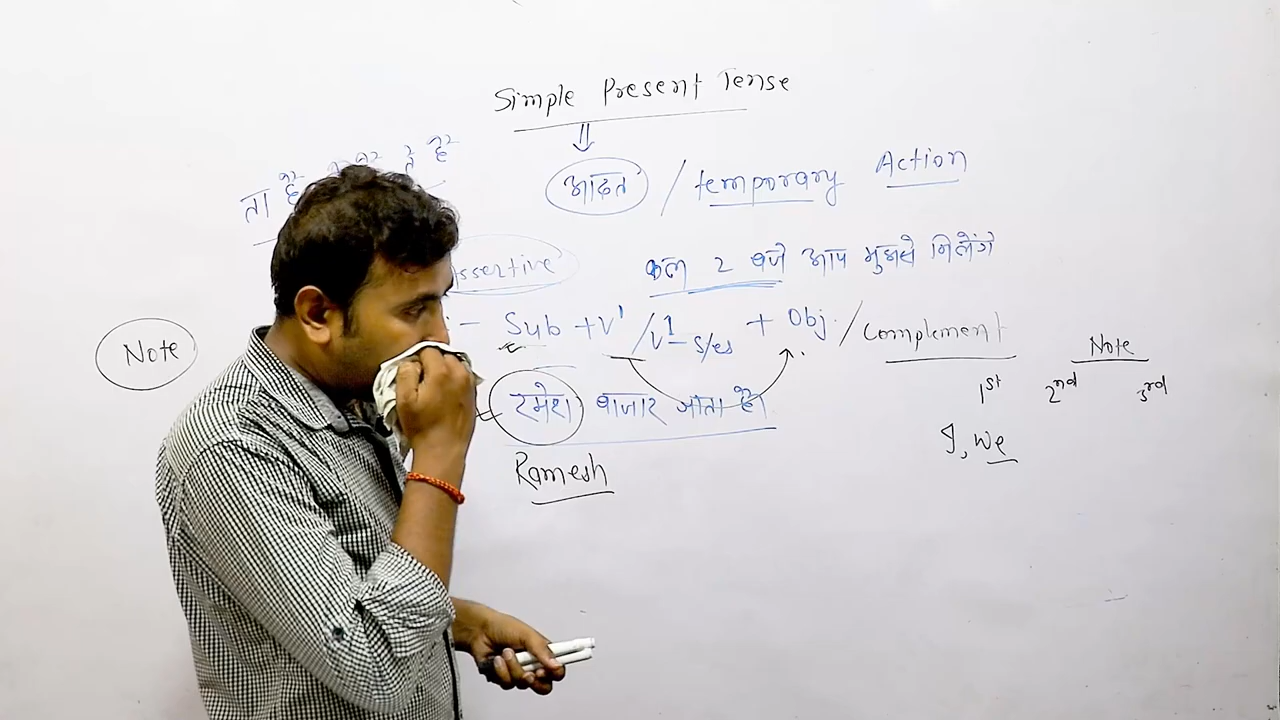 Simple Present Tense
⇓
ता है
ते है
आदत / temporary Action
कल 2 बजे आप मुझसे मिलेंगे
:- Sub + V¹ / V1-s/es + Obj / Complement
Note
Note
1st 2nd 3rd
रमेश बाजार जाता है।
I, We
Ramesh